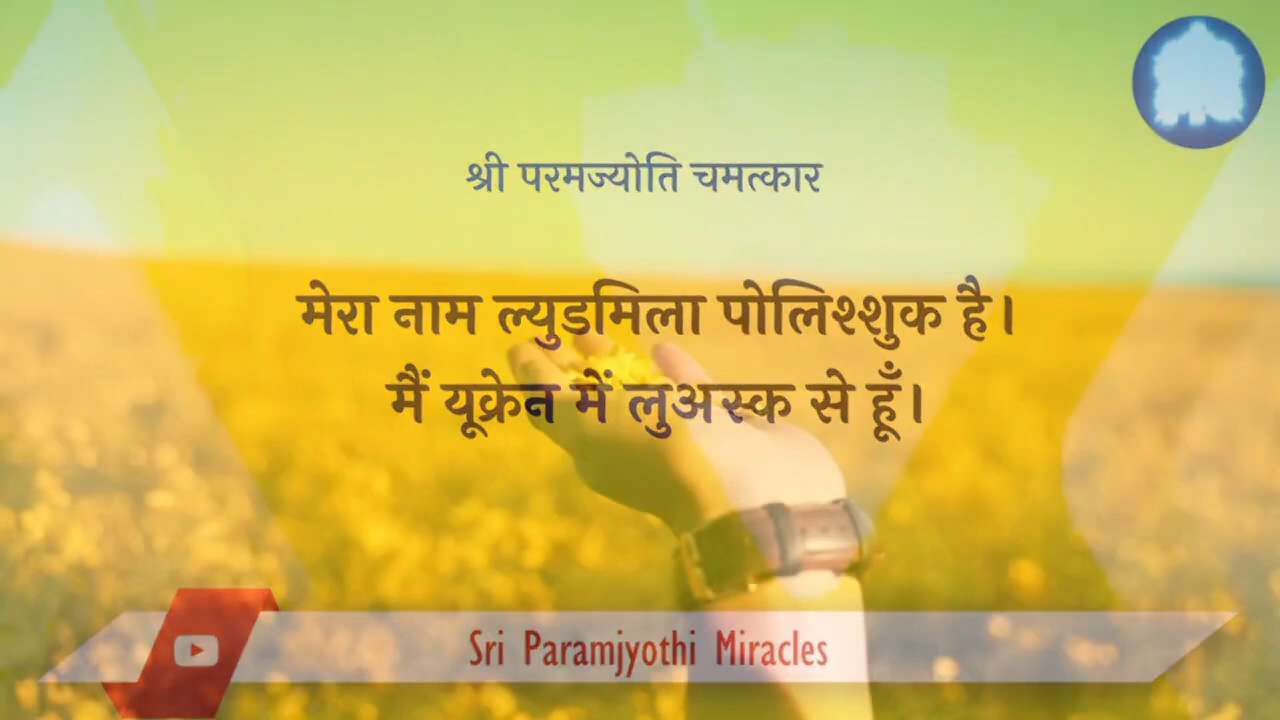 श्री परमज्योति चमत्कार
मेरा नाम ल्युडमिला पोलिश्शुक है।
मैं यूक्रेन में लुअस्क से हूँ।
Sri Paramjyothi Miracles